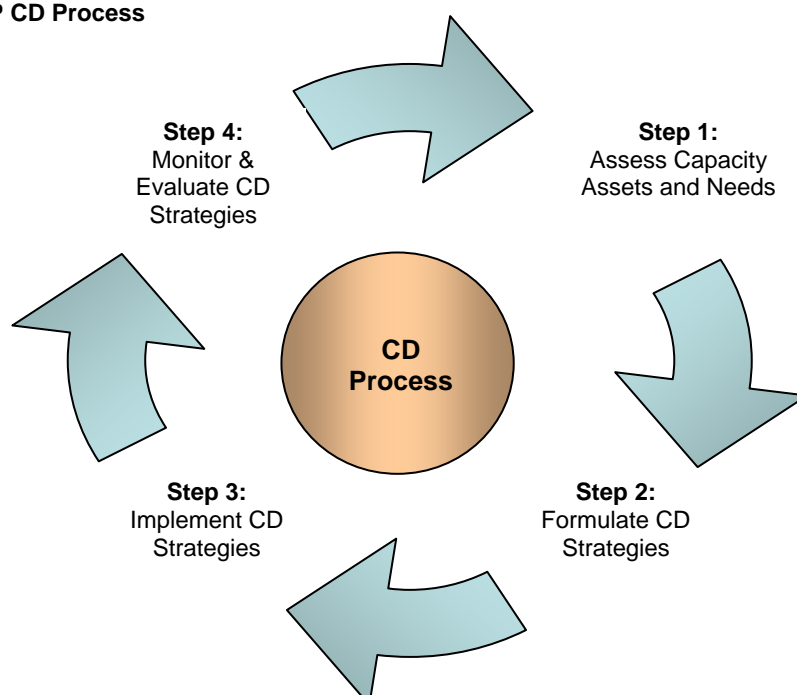 CD Process
Step 4:
Monitor &
Evaluate CD
Strategies
Step 1:
Assess Capacity
Assets and Needs
CD
Process
Step 3:
Implement CD
Strategies
Step 2:
Formulate CD
Strategies